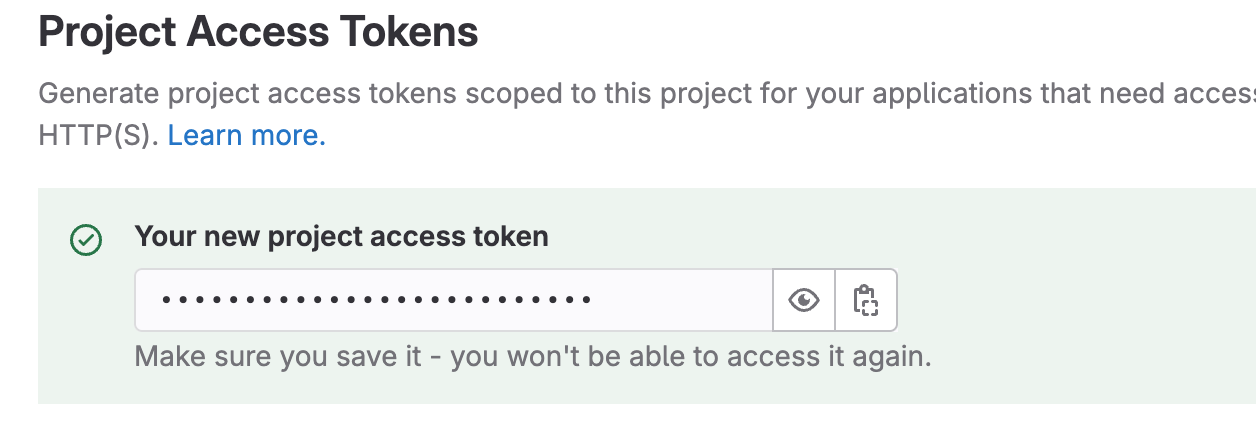 Project Access Tokens
Generate project access tokens scoped to this project for your applications that need access
HTTP(S). Learn more.
Your new project access token
••••••••••••••••••••••••••
Make sure you save it - you won't be able to access it again.